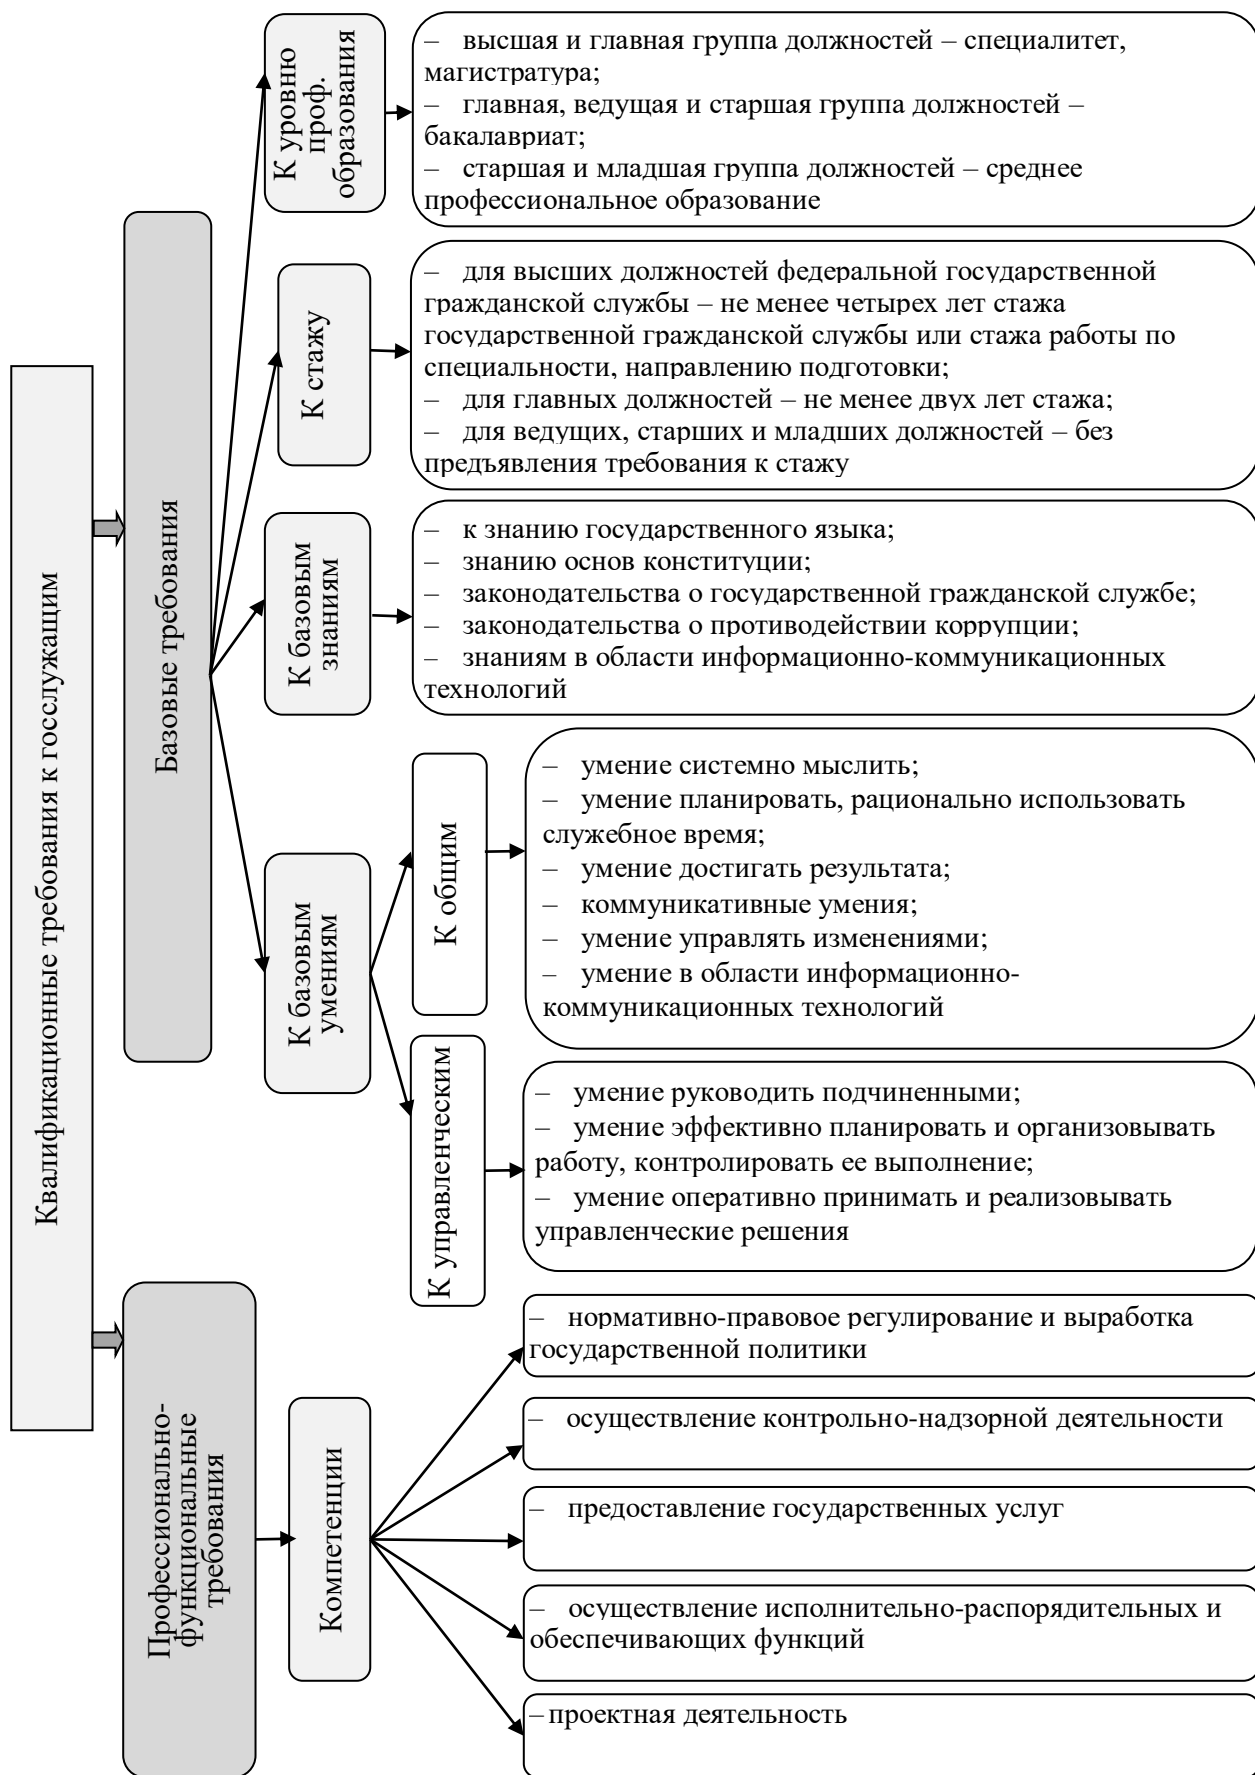 Квалификационные требования к госслужащим
Базовые требования
К уровню
проф.
образования
– высшая и главная группа должностей – специалитет,
магистратура;
– главная, ведущая и старшая группа должностей –
бакалавриат;
– старшая и младшая группа должностей – среднее
профессиональное образование
К стажу
– для высших должностей федеральной государственной
гражданской службы – не менее четырех лет стажа
государственной гражданской службы или стажа работы по
специальности, направлению подготовки;
– для главных должностей – не менее двух лет стажа;
– для ведущих, старших и младших должностей – без
предъявления требования к стажу
К базовым
знаниям
– к знанию государственного языка;
– знанию основ конституции;
– законодательства о государственной гражданской службе;
– законодательства о противодействии коррупции;
– знаниям в области информационно-коммуникационных
технологий
К базовым
умениям
К общим
– умение системно мыслить;
– умение планировать, рационально использовать
служебное время;
– умение достигать результата;
– коммуникативные умения;
– умение управлять изменениями;
– умение в области информационно-
коммуникационных технологий
К управленческим
– умение руководить подчиненными;
– умение эффективно планировать и организовывать
работу, контролировать ее выполнение;
– умение оперативно принимать и реализовывать
управленческие решения
Профессионально-
функциональные
требования
Компетенции
– нормативно-правовое регулирование и выработка
государственной политики
– осуществление контрольно-надзорной деятельности
– предоставление государственных услуг
– осуществление исполнительно-распорядительных и
обеспечивающих функций
– проектная деятельность